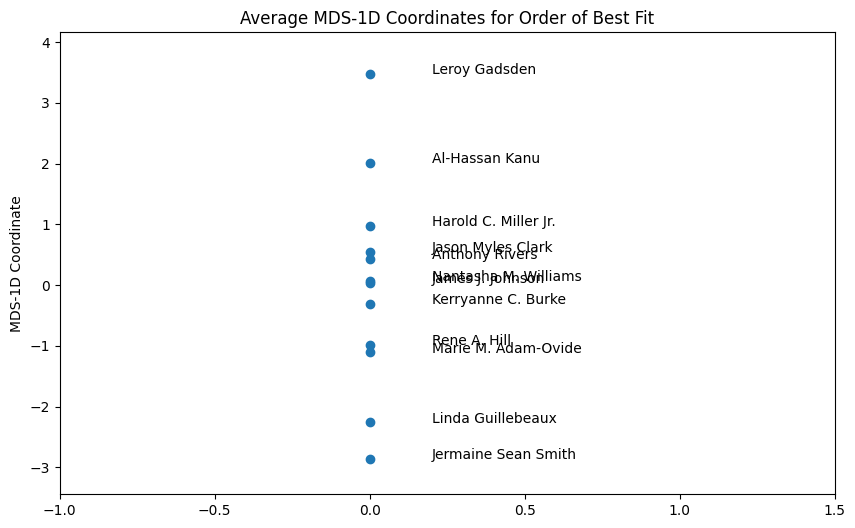 Average MDS-1D Coordinates for Order of Best Fit
MDS-1D Coordinate
4
3
2
1
0
−1
−2
−3
Leroy Gadsden
Al-Hassan Kanu
Harold C. Miller Jr.
Jason Myles Clark
Anthony Rivers
Nantasha M. Williams
James J. Johnson
Kerryanne C. Burke
Rene A. Hill
Marie M. Adam-Ovide
Linda Guillebeaux
Jermaine Sean Smith
−1.0 −0.5 0.0 0.5 1.0 1.5